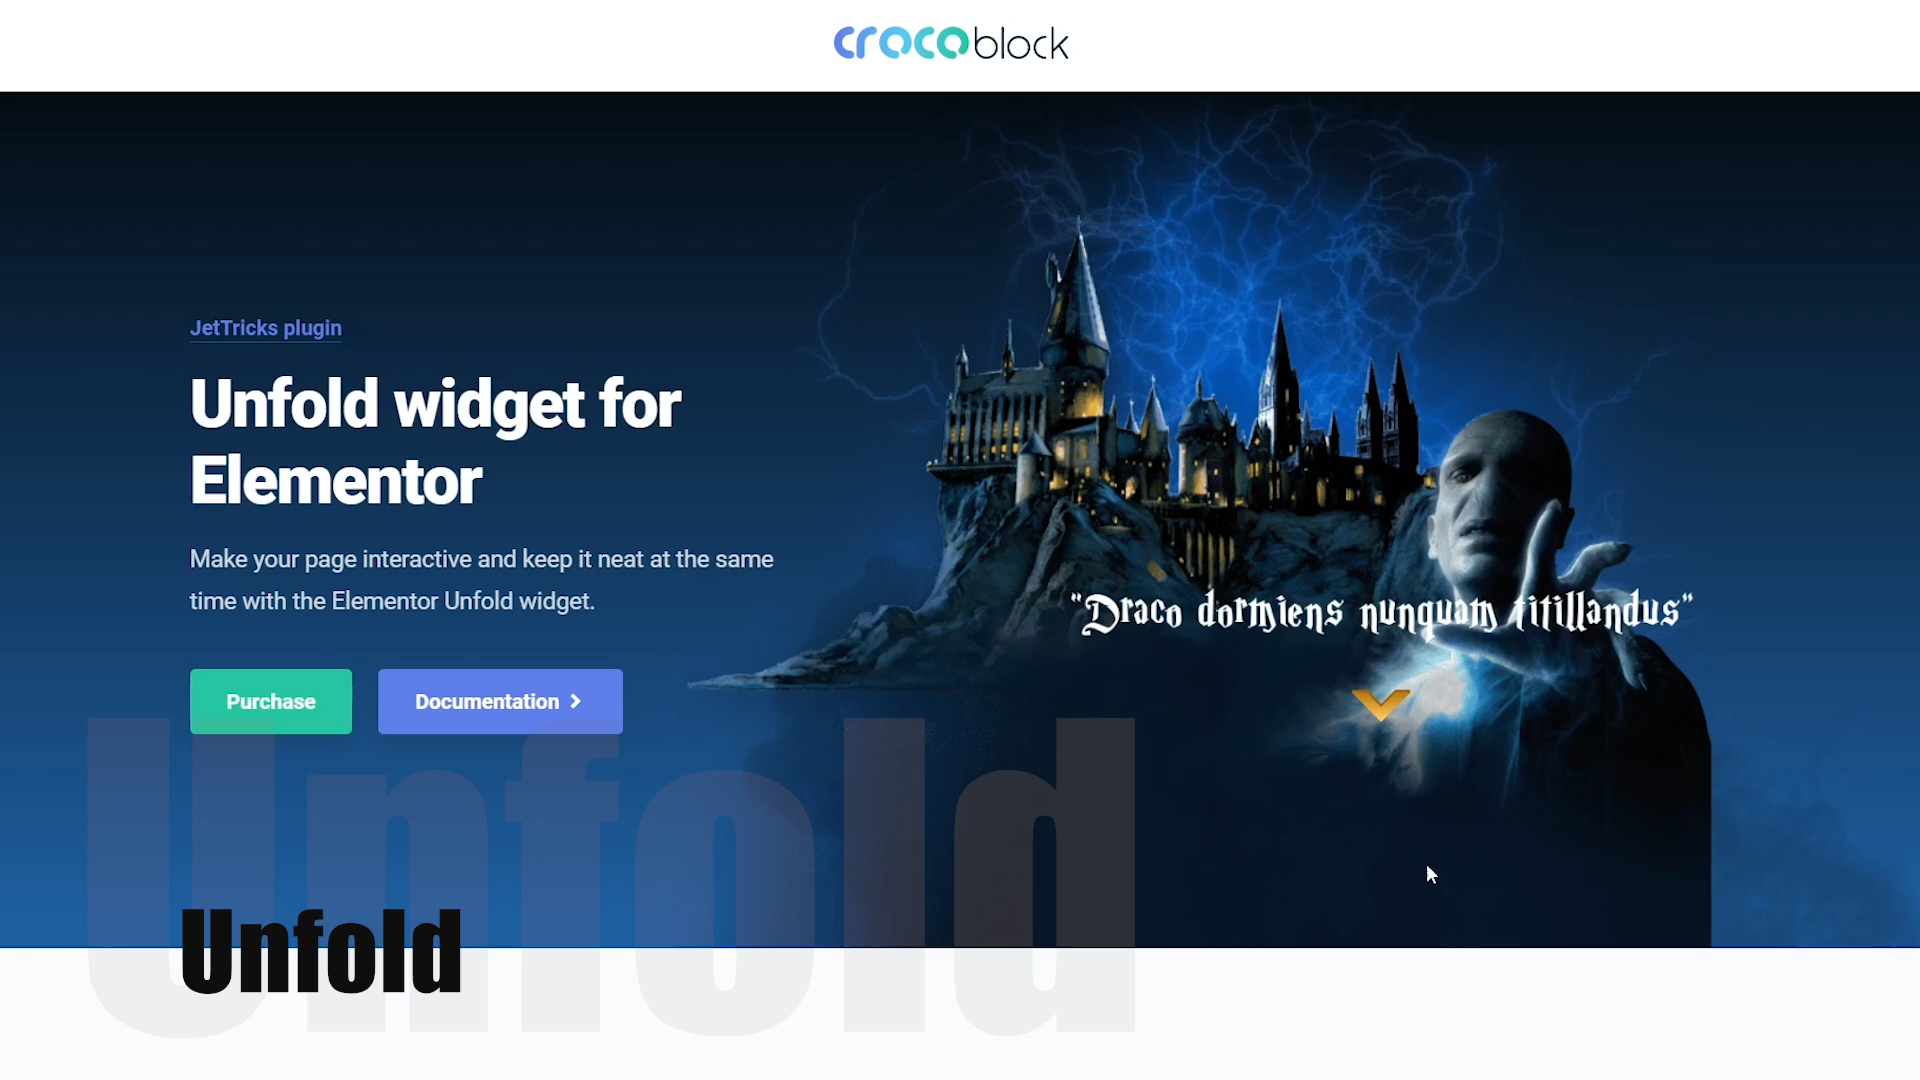 crocoblock
JetTricks plugin
Unfold widget for
Elementor
Make your page interactive and keep it neat at the same
time with the Elementor Unfold widget.
"Draco dormiens nunquam titillandus"
Purchase
Documentation
Unfold
Unfold